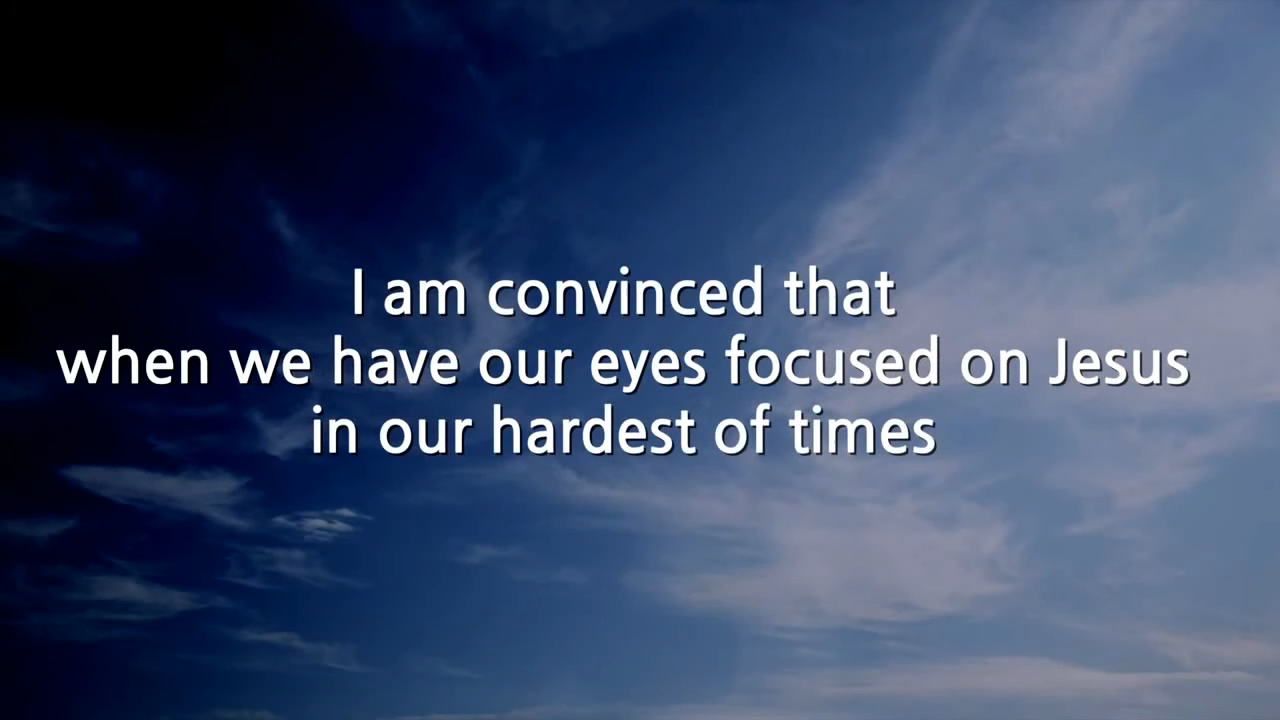 I am convinced that
when we have our eyes focused on Jesus
in our hardest of times